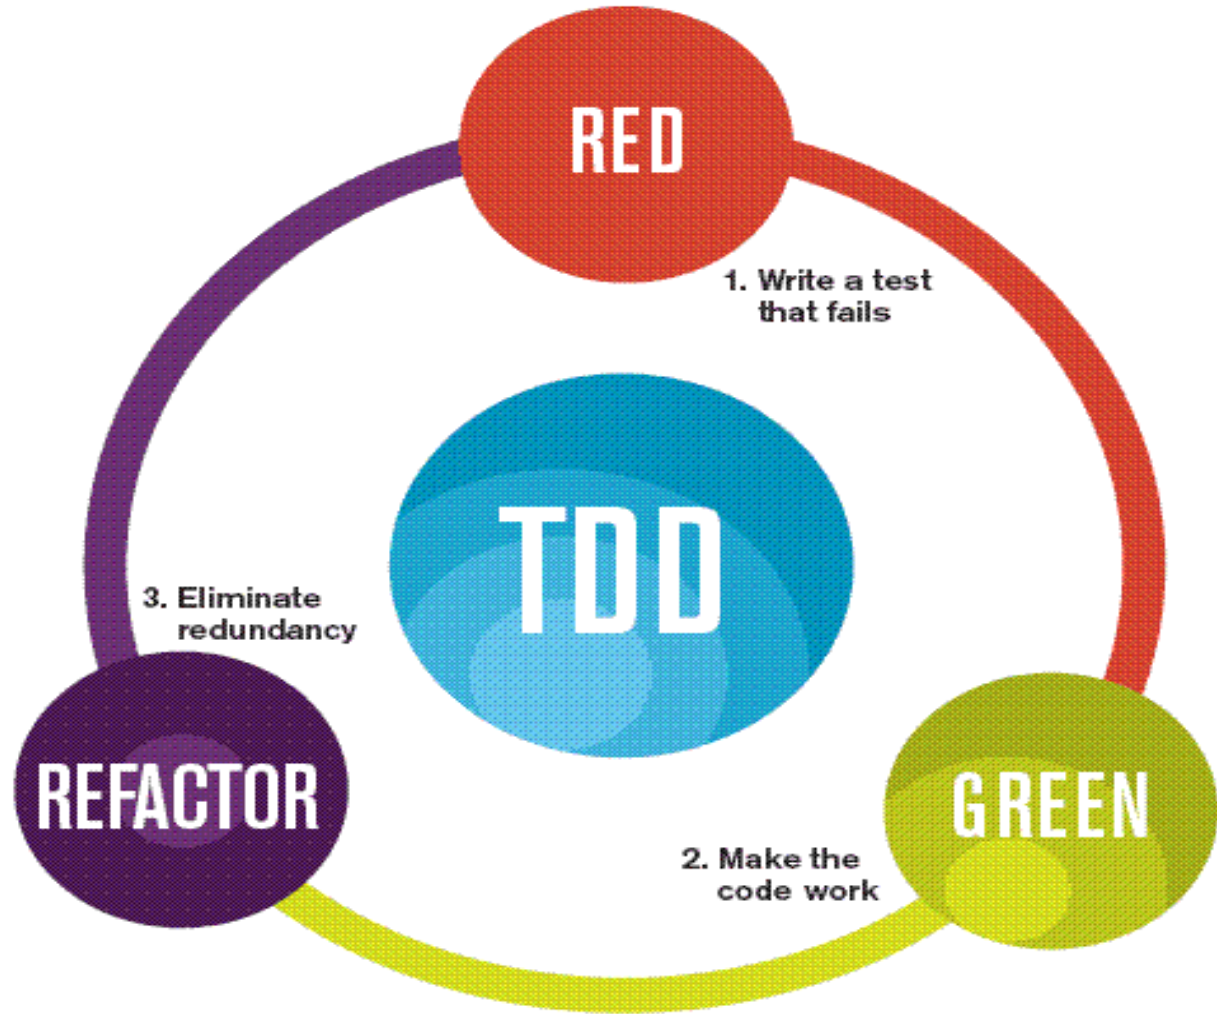 RED
1. Write a test
that fails
TDD
3. Eliminate
redundancy
REFACTOR
GREEN
2. Make the
code work